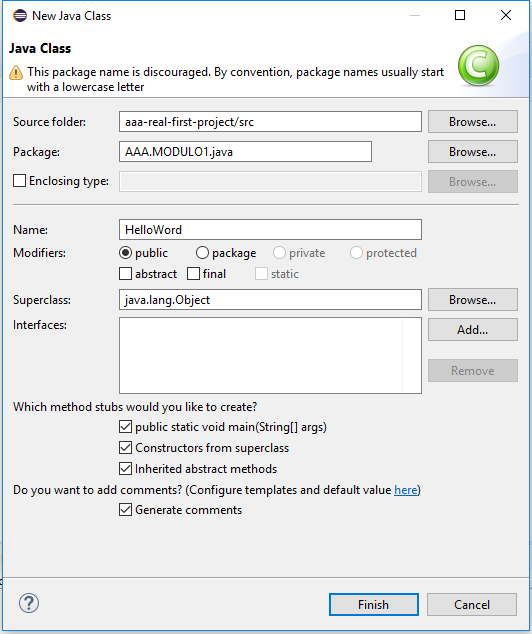 New Java Class
Java Class
This package name is discouraged. By convention, package names usually start
with a lowercase letter
Source folder: aaa-real-first-project/src Browse...
Package: AAA.MODULO1.java Browse...
Enclosing type: Browse...
Name: HelloWord
Modifiers: public package private protected
abstract final static
Superclass: java.lang.Object Browse...
Interfaces: Add...
Remove
Which method stubs would you like to create?
public static void main(String[] args)
Constructors from superclass
Inherited abstract methods
Do you want to add comments? (Configure templates and default value here)
Generate comments
? Finish Cancel